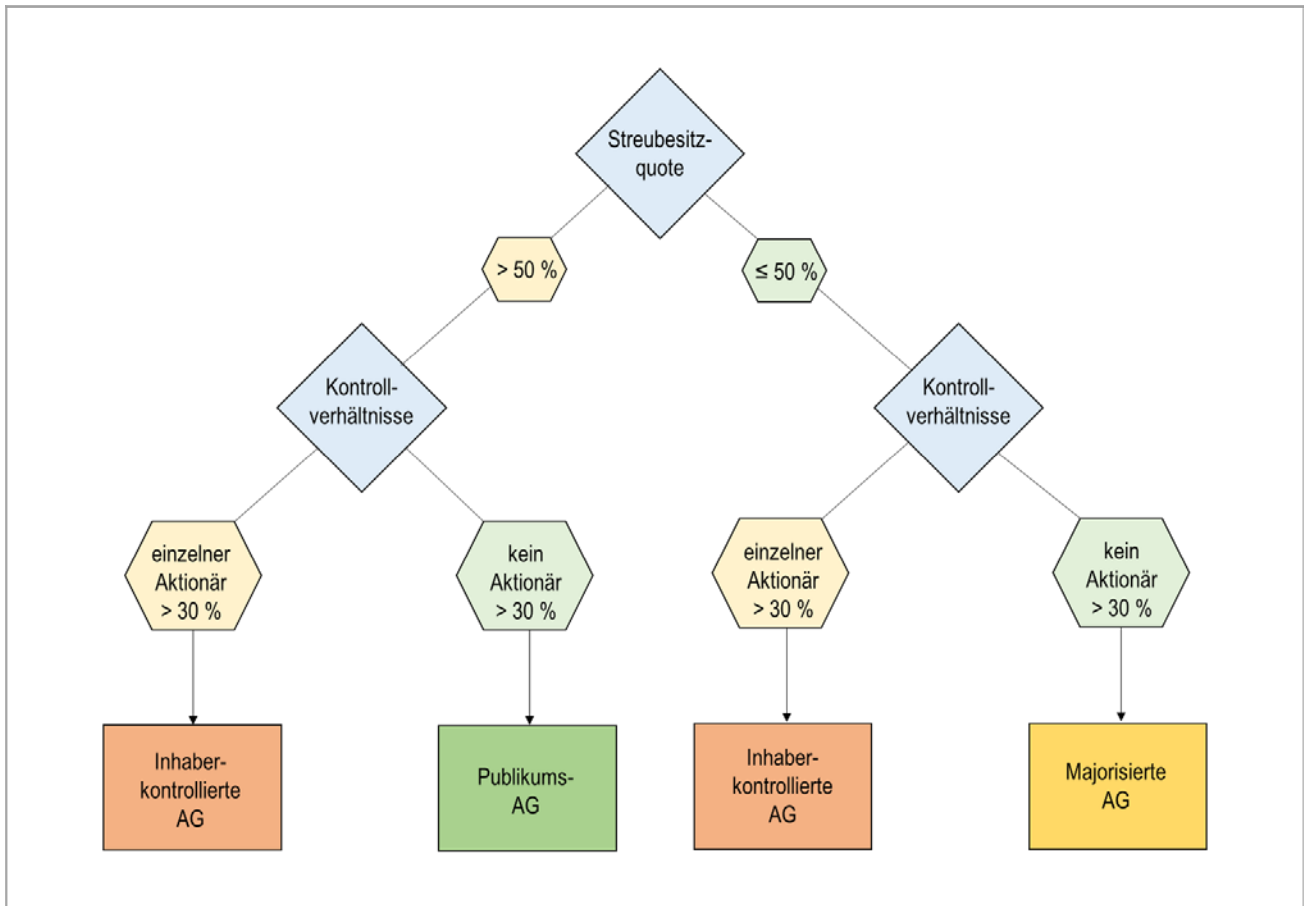 Streubesitz-
quote
> 50 %
≤ 50 %
Kontroll-
verhältnisse
Kontroll-
verhältnisse
einzelner
Aktionär
> 30 %
kein
Aktionär
> 30 %
einzelner
Aktionär
> 30 %
kein
Aktionär
> 30 %
Inhaber-
kontrollierte
AG
Publikums-
AG
Inhaber-
kontrollierte
AG
Majorisierte
AG